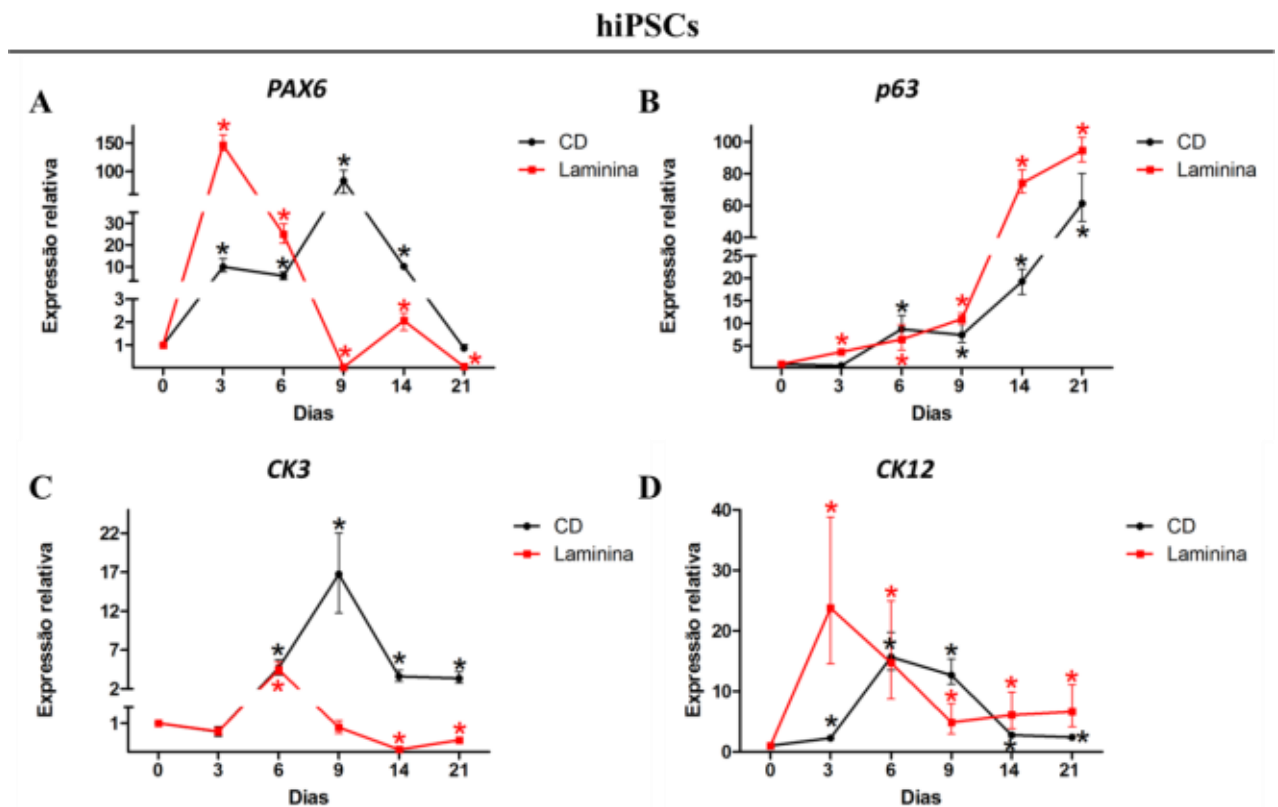 hiPSCs
A
PAX6
Expressão relativa
150
100
30
20
10
3
2
1
0 3 6 9 14 21
Dias
CD
Laminina
* * * * * * * *
B
p63
Expressão relativa
100
80
60
40
25
20
15
10
5
0 3 6 9 14 21
Dias
CD
Laminina
* * * * * * * * *
C
CK3
Expressão relativa
22
17
12
7
2
1
0 3 6 9 14 21
Dias
CD
Laminina
* * * * * * *
D
CK12
Expressão relativa
40
30
20
10
0
0 3 6 9 14 21
Dias
CD
Laminina
* * * * * * * * * *